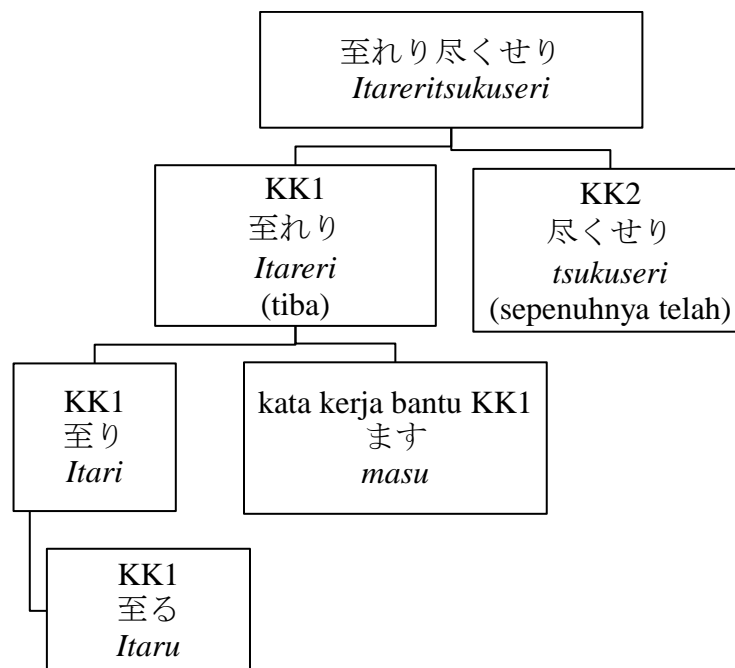 至れり尽くせり
Itareritsukuseri
KK1
至れり
Itareri
(tiba)
KK2
尽くせり
tsukuseri
(sepenuhnya telah)
KK1
至り
Itari
kata kerja bantu KK1
ます
masu
KK1
至る
Itaru